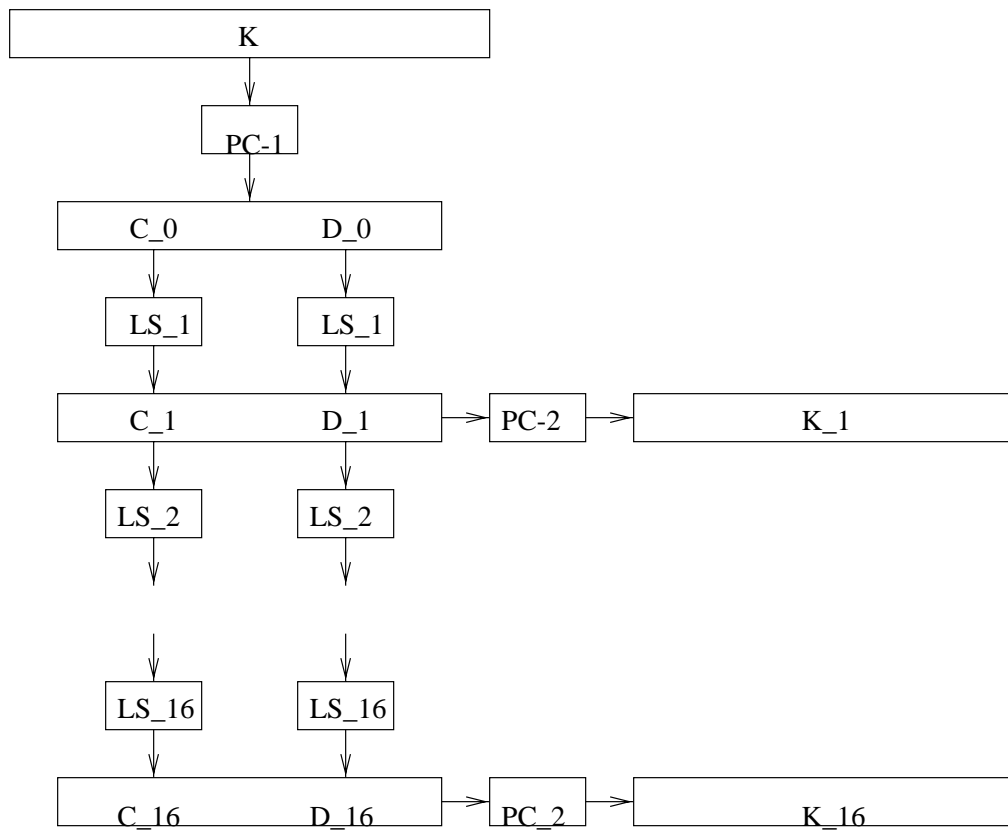 K
PC-1
C_0 D_0
LS_1 LS_1
C_1 D_1 PC-2 K_1
LS_2 LS_2
LS_16 LS_16
C_16 D_16 PC_2 K_16